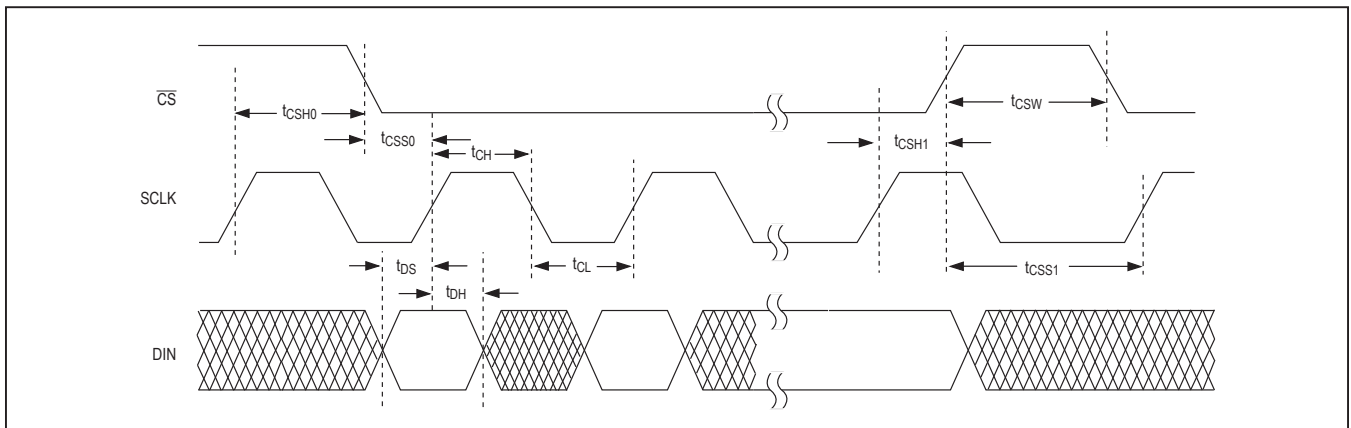 CS
tCSH0
tCSW
tCSS0
tCSH1
tCH
SCLK
tDS
tCL
tCSS1
tDH
DIN